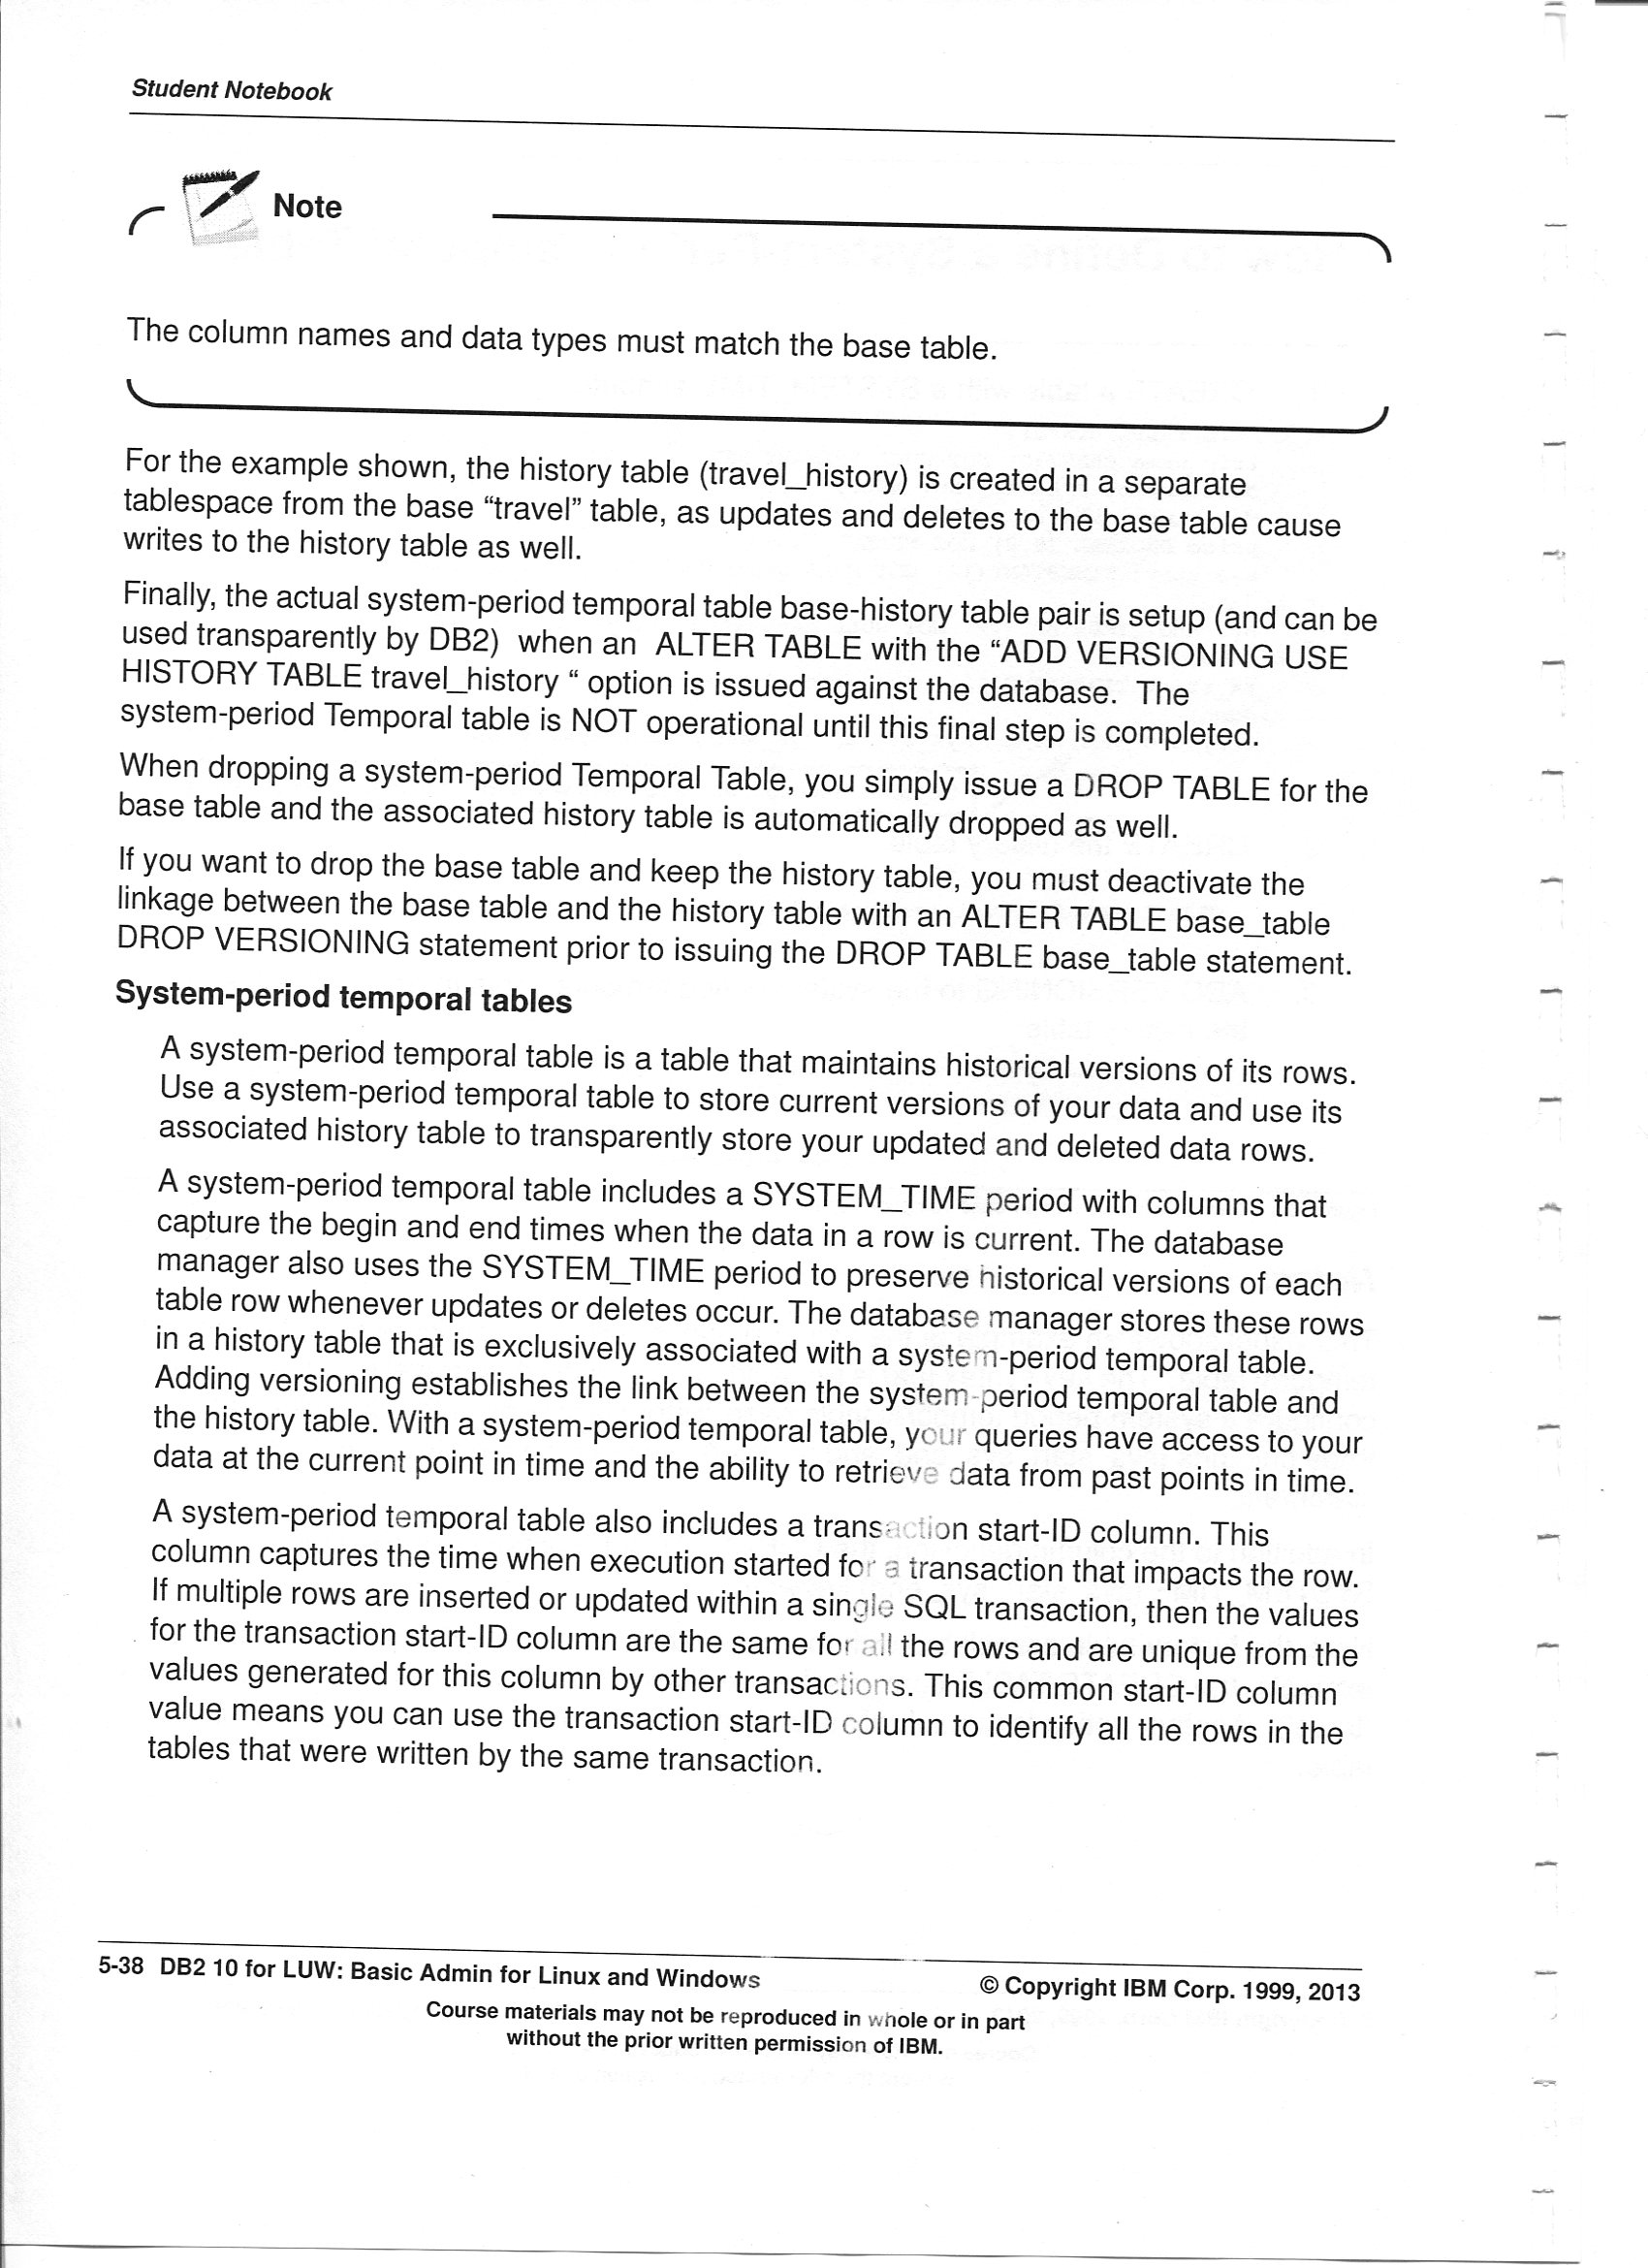 Student Notebook
Note
The column names and data types must match the base table.
For the example shown, the history table (travel_history) is created in a separate
tablespace from the base “travel” table, as updates and deletes to the base table cause
writes to the history table as well.
Finally, the actual system-period temporal table base-history table pair is setup (and can be
used transparently by DB2)  when an  ALTER TABLE with the “ADD VERSIONING USE
HISTORY TABLE travel_history “ option is issued against the database.  The
system-period Temporal table is NOT operational until this final step is completed.
When dropping a system-period Temporal Table, you simply issue a DROP TABLE for the
base table and the associated history table is automatically dropped as well.
If you want to drop the base table and keep the history table, you must deactivate the
linkage between the base table and the history table with an ALTER TABLE base_table
DROP VERSIONING statement prior to issuing the DROP TABLE base_table statement.
System-period temporal tables
A system-period temporal table is a table that maintains historical versions of its rows.
Use a system-period temporal table to store current versions of your data and use its
associated history table to transparently store your updated and deleted data rows.
A system-period temporal table includes a SYSTEM_TIME period with columns that
capture the begin and end times when the data in a row is current. The database
manager also uses the SYSTEM_TIME period to preserve historical versions of each
table row whenever updates or deletes occur. The database manager stores these rows
in a history table that is exclusively associated with a system-period temporal table.
Adding versioning establishes the link between the system-period temporal table and
the history table. With a system-period temporal table, your queries have access to your
data at the current point in time and the ability to retrieve data from past points in time.
A system-period temporal table also includes a transaction start-ID column. This
column captures the time when execution started for a transaction that impacts the row.
If multiple rows are inserted or updated within a single SQL transaction, then the values
for the transaction start-ID column are the same for all the rows and are unique from the
values generated for this column by other transactions. This common start-ID column
value means you can use the transaction start-ID column to identify all the rows in the
tables that were written by the same transaction.
5-38  DB2 10 for LUW: Basic Admin for Linux and Windows
© Copyright IBM Corp. 1999, 2013
Course materials may not be reproduced in whole or in part
without the prior written permission of IBM.